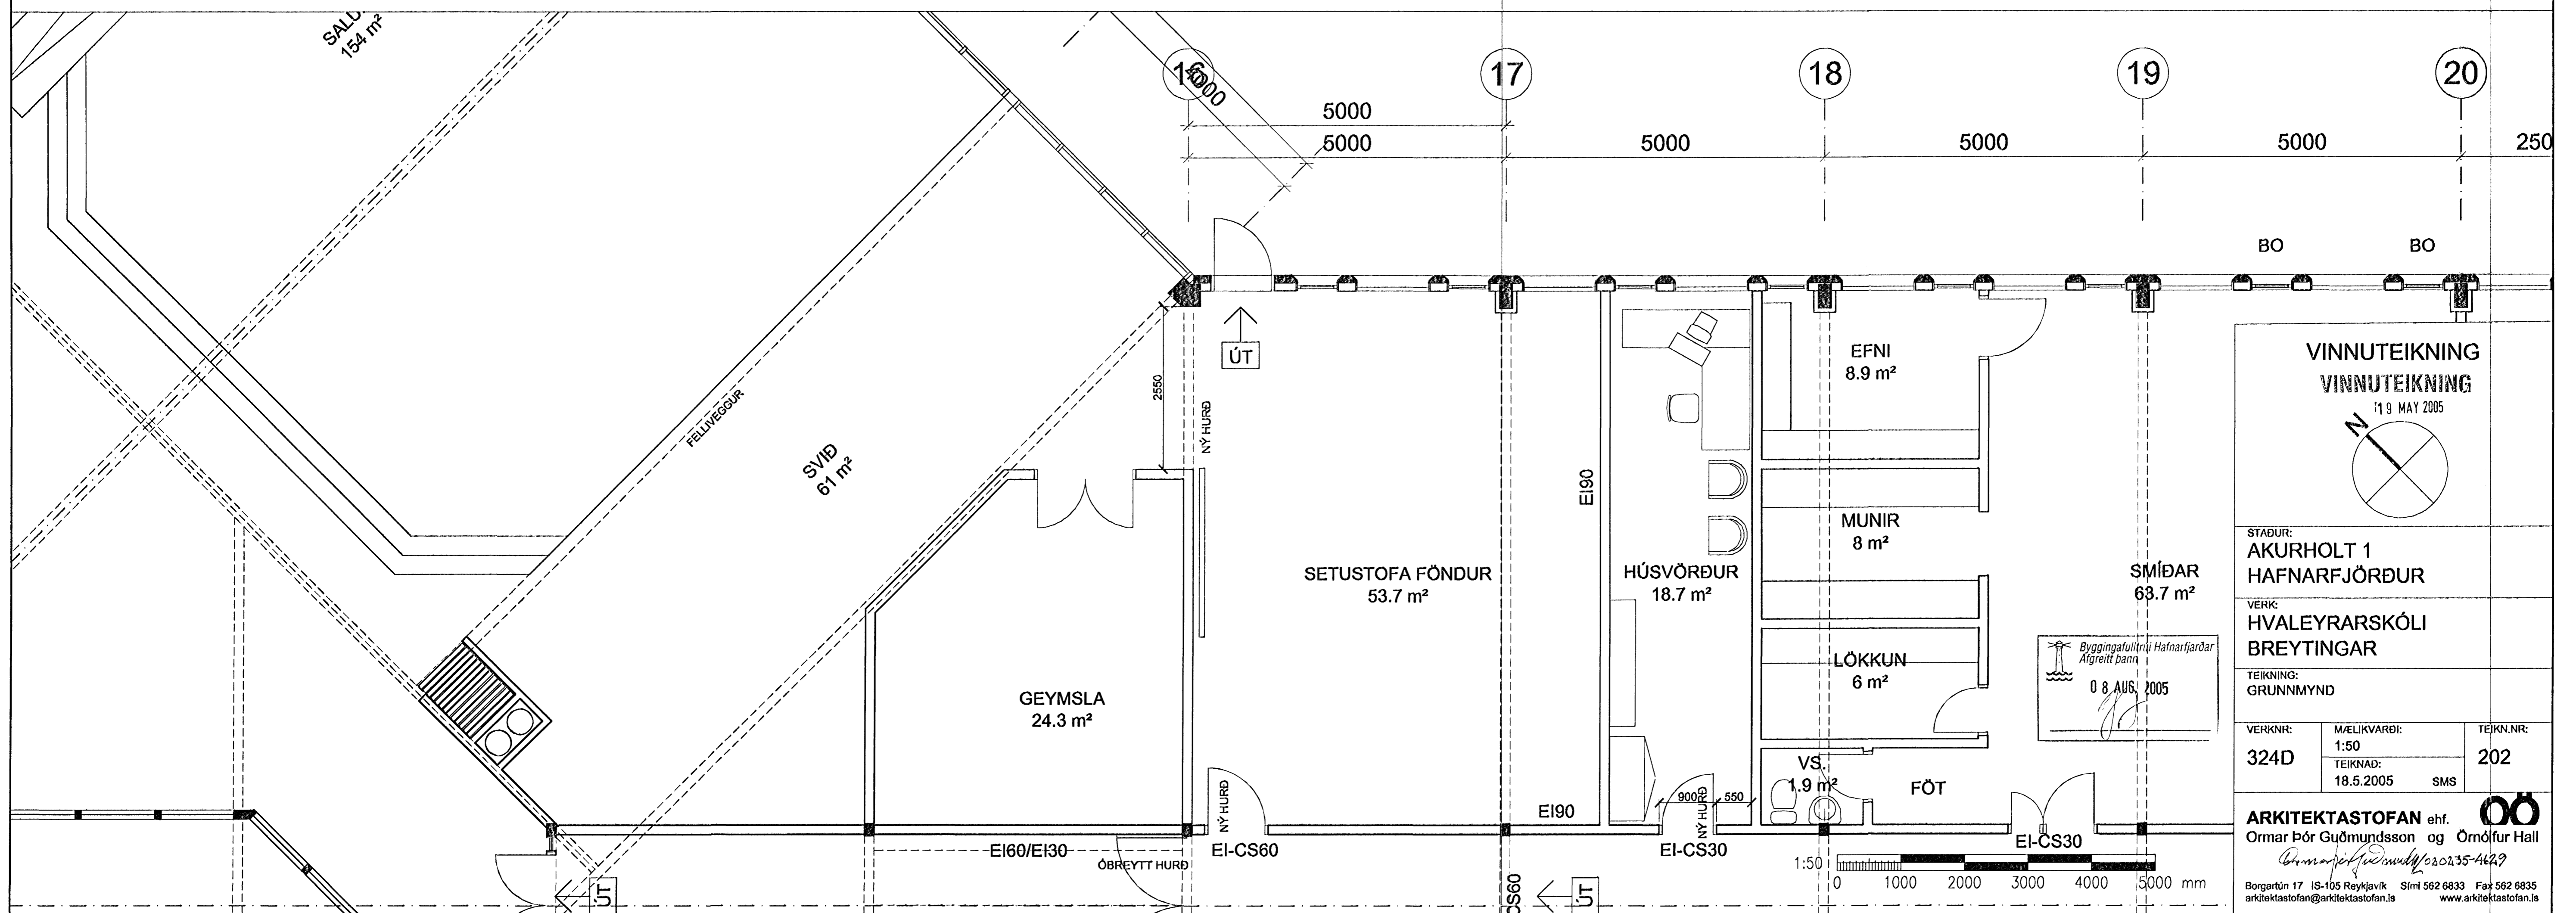 154 m²
16
17
18
19
20
4000
5000
5000
5000
5000
5000
250
BO
BO
ÚT
2550
NÝ HURÐ
FELLIVEGGUR
SVIÐ
61 m²
EFNI
8.9 m²
EI90
MUNIR
8 m²
SETUSTOFA FÖNDUR
53.7 m²
HÚSVÖRÐUR
18.7 m²
SMÍÐAR
63.7 m²
LÖKKUN
6 m²
GEYMSLA
24.3 m²
VS.
1.9 m²
FÖT
NÝ HURÐ
EI90
900
550
NÝ HURÐ
EI60/EI30
ÓBREYTT HURÐ
EI-CS60
EI-CS30
EI-CS30
ÚT
CS60
ÚT
1:50
0 1000 2000 3000 4000 5000 mm
Byggingafulltrúi Hafnarfjarðar
Afgreitt þann
08 AUG. 2005
VINNUTEIKNING
VINNUTEIKNING
19 MAY 2005
N
STAÐUR:
AKURHOLT 1
HAFNARFJÖRÐUR
VERK:
HVALEYRARSKÓLI
BREYTINGAR
TEIKNING:
GRUNNMYND
VERKNR:
324D
MÆLIKVARÐI:
1:50
TEIKNAÐ:
18.5.2005 SMS
TEIKN.NR:
202
ARKITEKTASTOFAN ehf.
Ormar Þór Guðmundsson og Örnólfur Hall
Borgartún 17 IS-105 Reykjavík Sími 562 6833 Fax 562 6835
arkitektastofan@arkitektastofan.is www.arkitektastofan.is